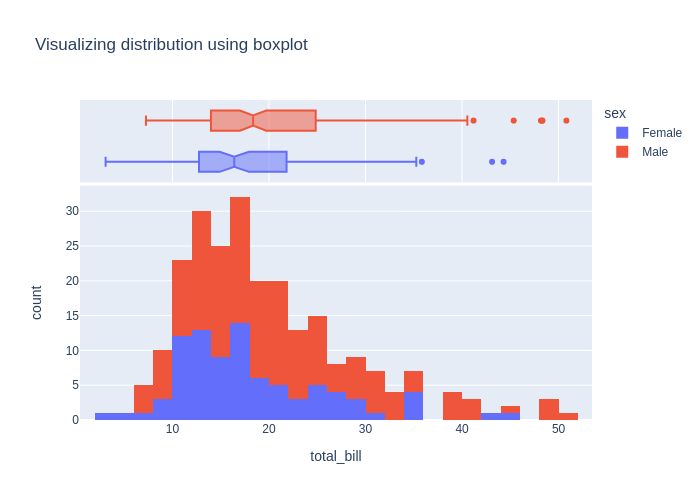 Visualizing distribution using boxplot
sex
Female
Male
30
25
20
15
10
5
0
count
10 20 30 40 50
total_bill